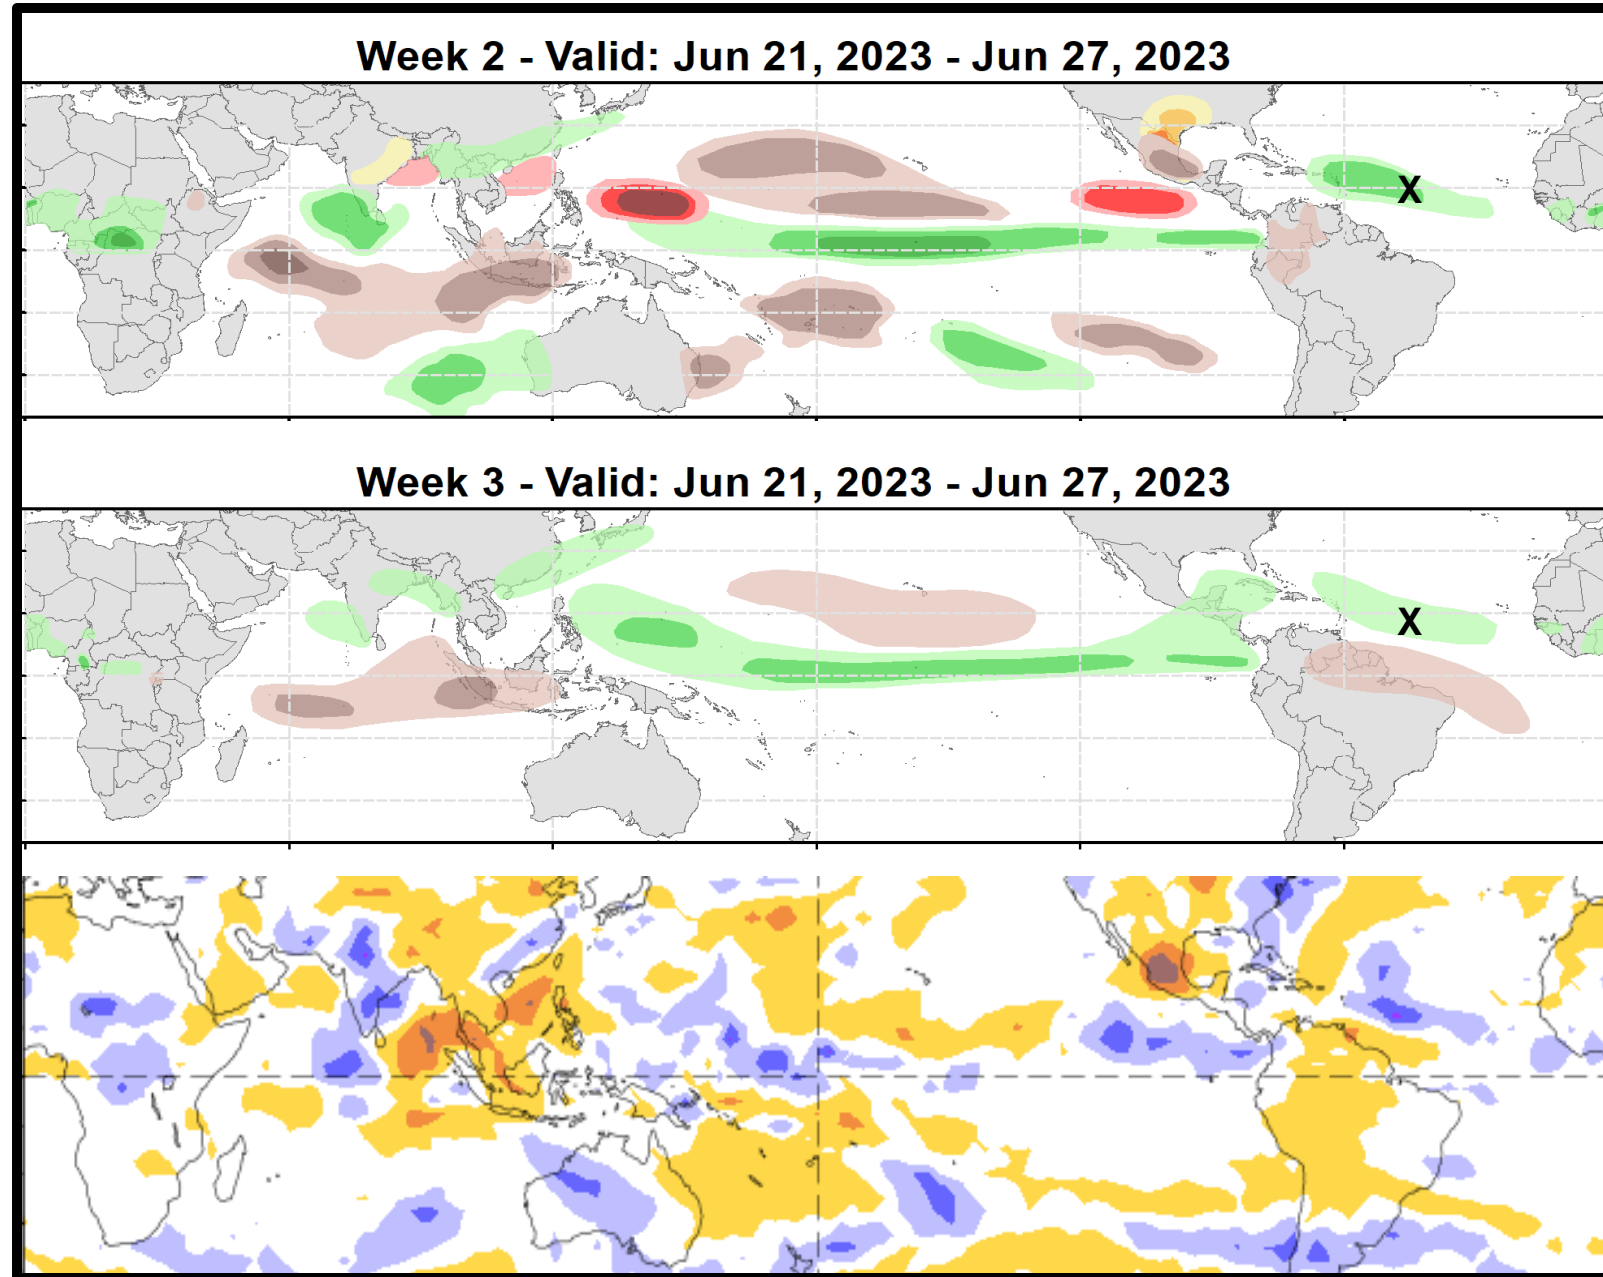 Week 2 - Valid: Jun 21, 2023 - Jun 27, 2023
X
Week 3 - Valid: Jun 21, 2023 - Jun 27, 2023
X